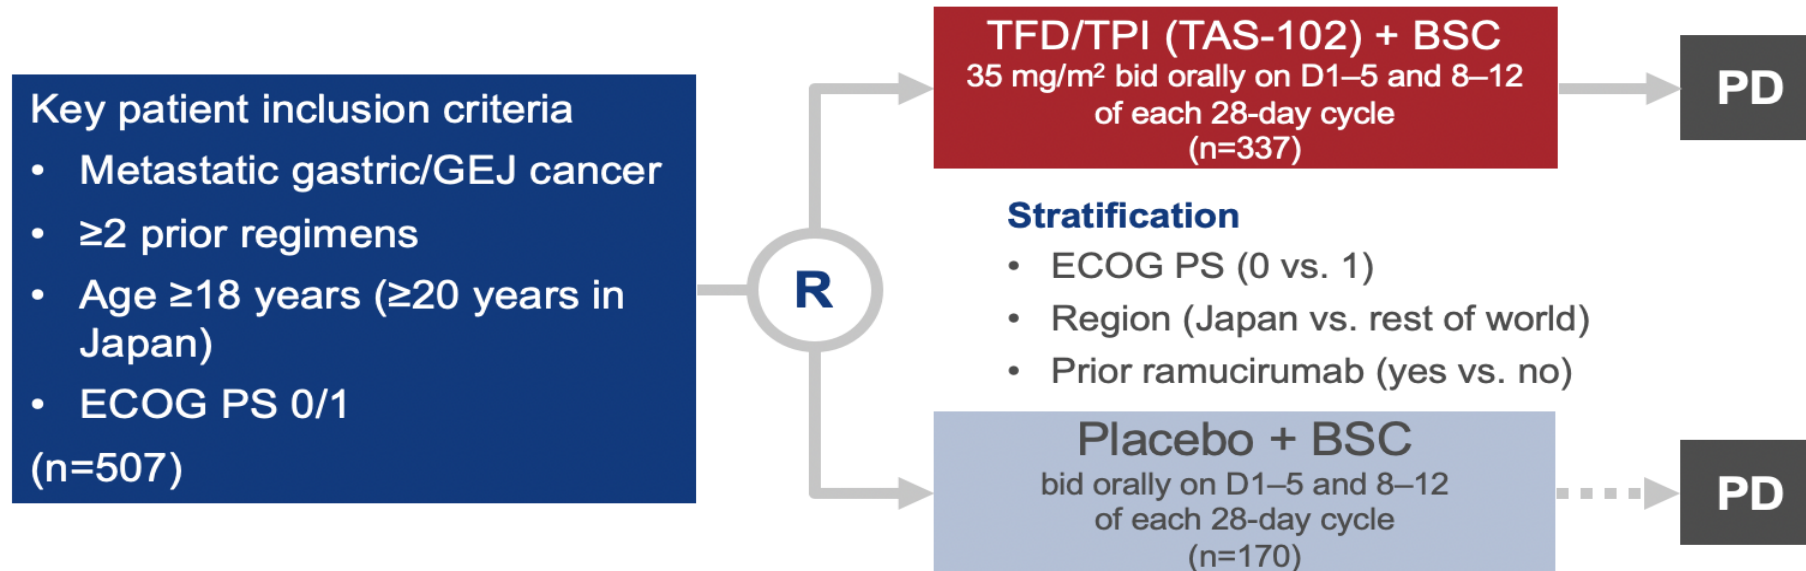 Key patient inclusion criteria
• Metastatic gastric/GEJ cancer
• ≥2 prior regimens
• Age ≥18 years (≥20 years in
Japan)
• ECOG PS 0/1
(n=507)
R
TFD/TPI (TAS-102) + BSC
35 mg/m² bid orally on D1–5 and 8–12
of each 28-day cycle
(n=337)
PD
Stratification
• ECOG PS (0 vs. 1)
• Region (Japan vs. rest of world)
• Prior ramucirumab (yes vs. no)
Placebo + BSC
bid orally on D1–5 and 8–12
of each 28-day cycle
(n=170)
PD